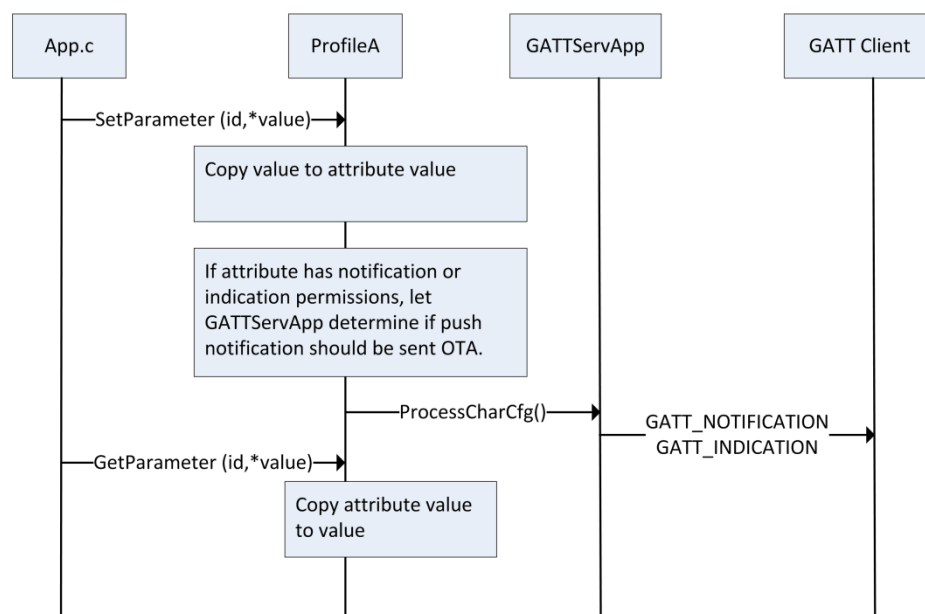 App.c
ProfileA
GATTServApp
GATT Client
SetParameter (id,*value)
Copy value to attribute value
If attribute has notification or
indication permissions, let
GATTServApp determine if push
notification should be sent OTA.
ProcessCharCfg()
GATT_NOTIFICATION
GATT_INDICATION
GetParameter (id,*value)
Copy attribute value
to value